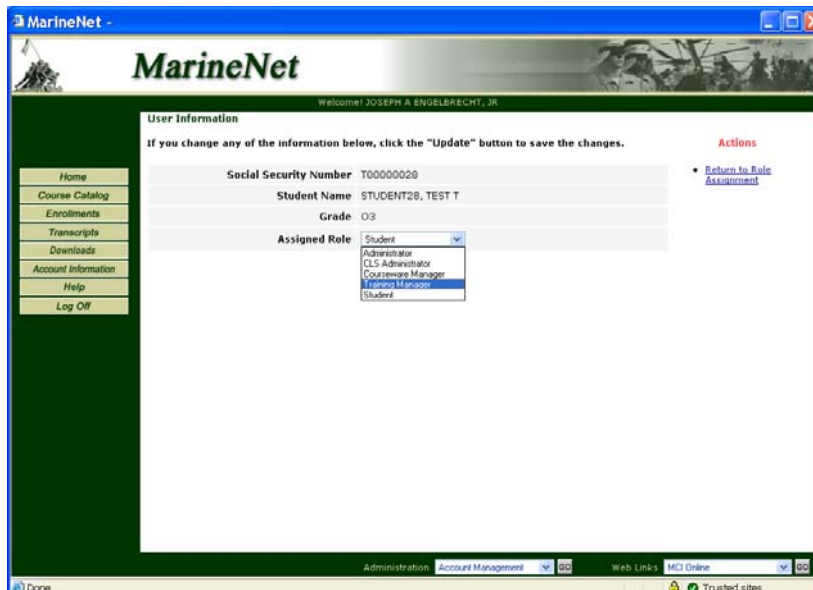 MarineNet -
MarineNet
Welcome! JOSEPH A ENGELBRECHT, JR
User Information
If you change any of the information below, click the "Update" button to save the changes.
Actions
Return to Role
Assignment
Home
Course Catalog
Enrollments
Transcripts
Downloads
Account Information
Help
Log Off
Social Security Number T00000028
Student Name STUDENT28, TEST T
Grade O3
Assigned Role Student
Administrator
CLS Administrator
Courseware Manager
Training Manager
Student
Administration Account Management GO Web Links MCI Online GO
Done Trusted sites